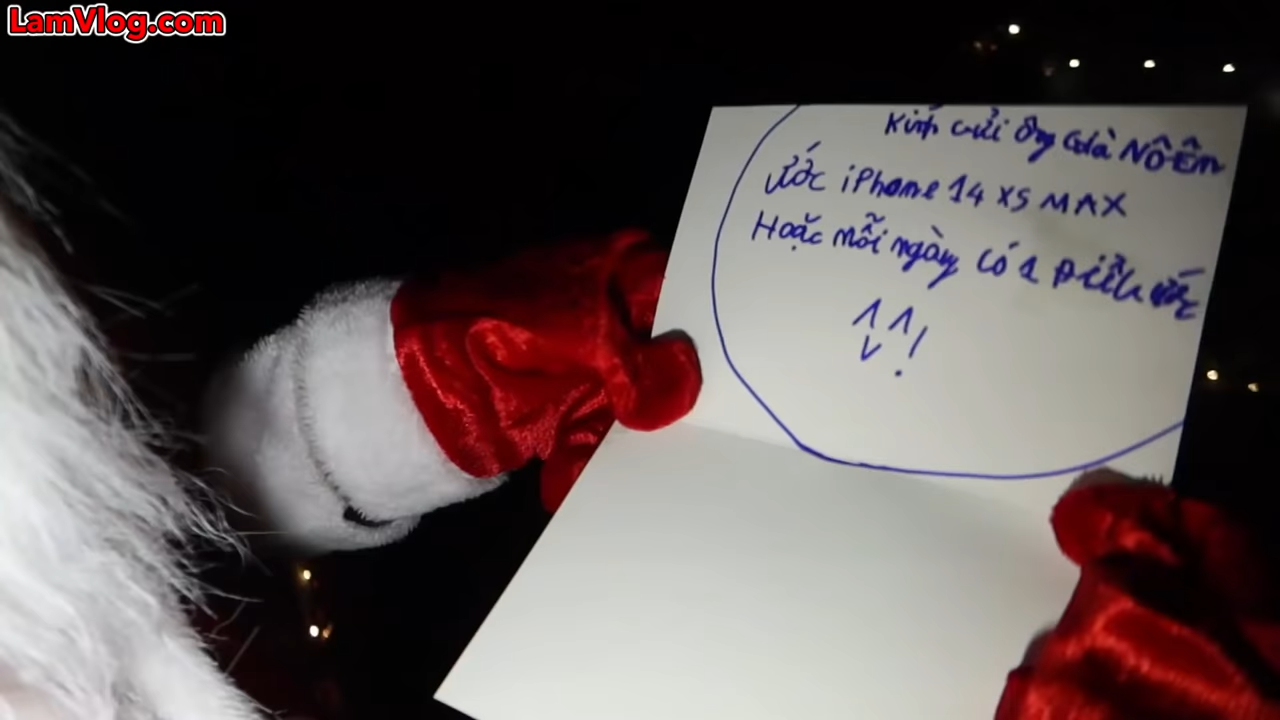 LamVlog.com
Kính gửi ông Già NÔ Ên
ước iPhone 14 XS MAX
Hoặc mỗi ngày có 1 Điều ước
^^!